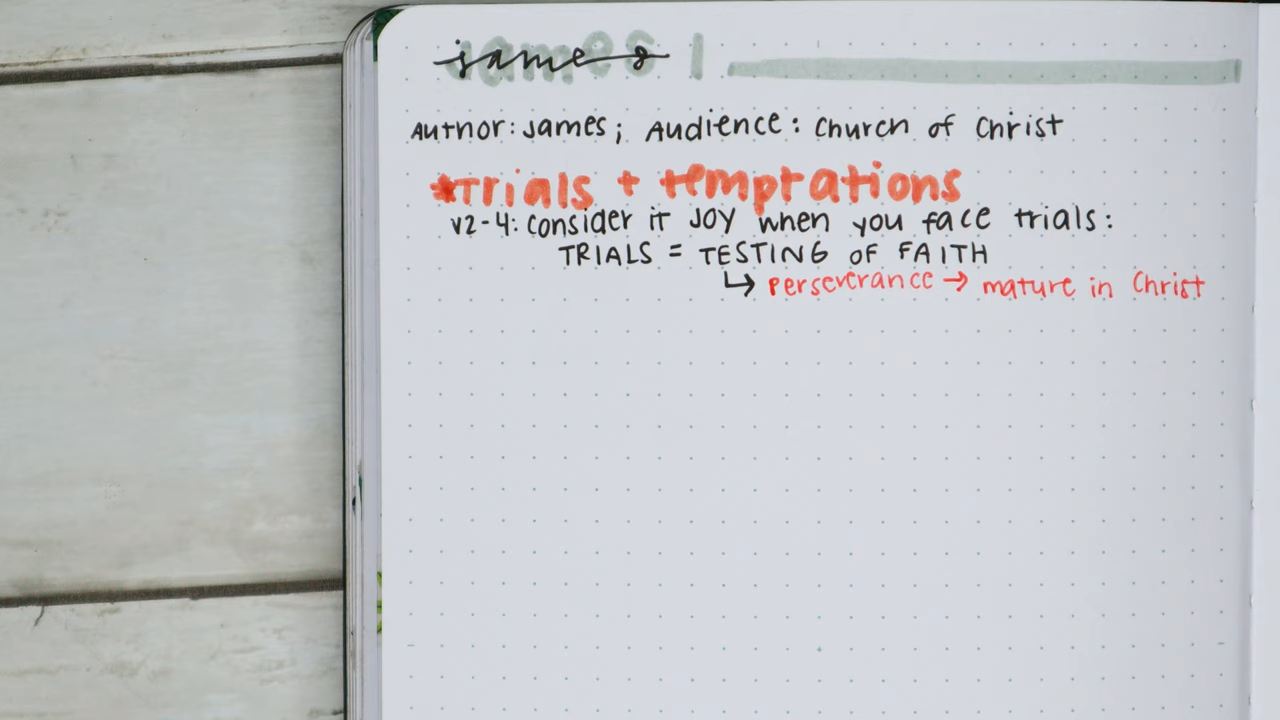 james 1
Author: James; Audience: Church of Christ
*Trials + temptations
v2-4: Consider it JOY when you face trials:
TRIALS = TESTING OF FAITH
↳ perseverance → mature in Christ